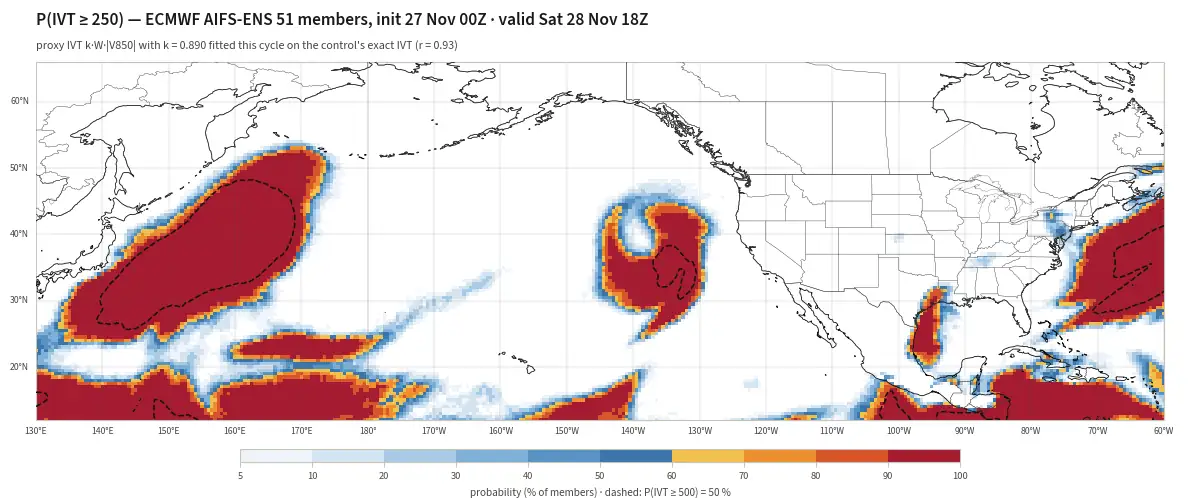 P(IVT ≥ 250) — ECMWF AIFS-ENS 51 members, init 27 Nov 00Z · valid Sat 28 Nov 18Z
proxy IVT k·W·|V850| with k = 0.890 fitted this cycle on the control's exact IVT (r = 0.93)
60°N
50°N
40°N
30°N
20°N
130°E 140°E 150°E 160°E 170°E 180° 170°W 160°W 150°W 140°W 130°W 120°W 110°W 100°W 90°W 80°W 70°W 60°W
5 10 20 30 40 50 60 70 80 90 100
probability (% of members) · dashed: P(IVT ≥ 500) = 50 %